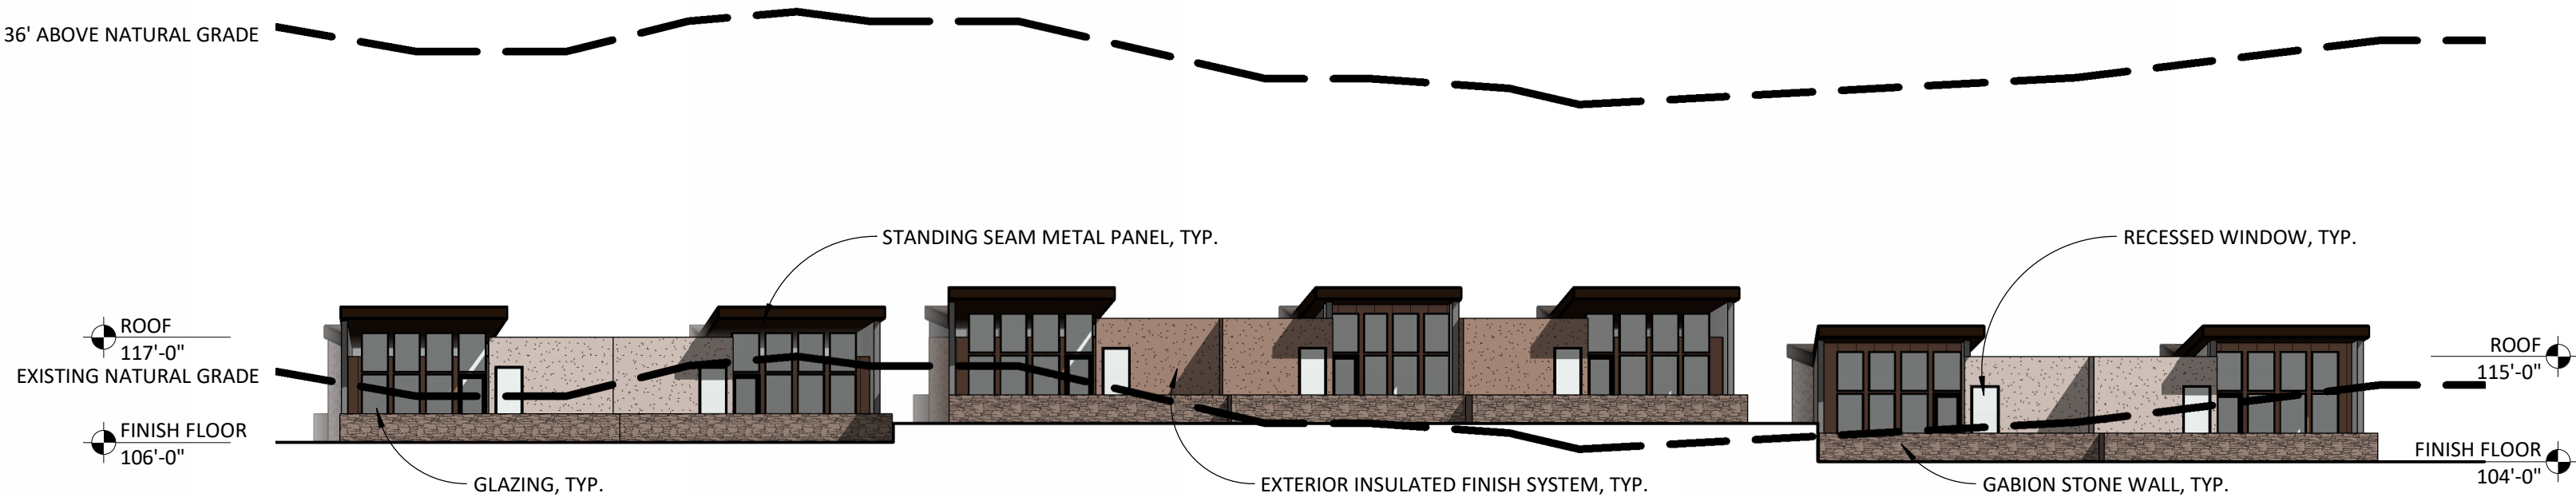 36' ABOVE NATURAL GRADE
STANDING SEAM METAL PANEL, TYP.
RECESSED WINDOW, TYP.
ROOF
117'-0"
ROOF
115'-0"
EXISTING NATURAL GRADE
FINISH FLOOR
106'-0"
FINISH FLOOR
104'-0"
GLAZING, TYP.
EXTERIOR INSULATED FINISH SYSTEM, TYP.
GABION STONE WALL, TYP.